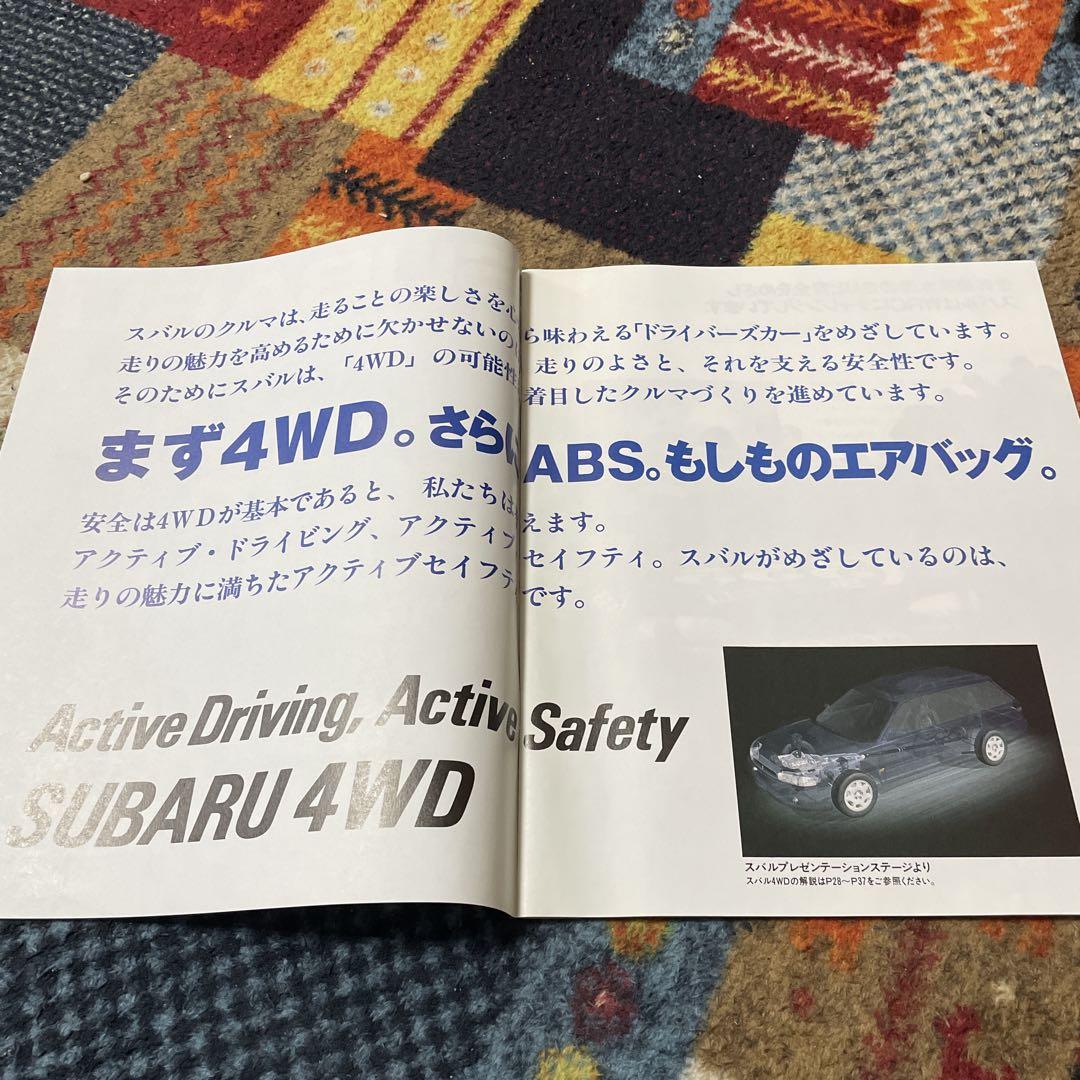 スバルのクルマは、走ることの楽しさを心ら味わえる「ドライバーズカー」をめざしています。
走りの魅力を高めるために欠かせないの 走りのよさと、それを支える安全性です。
そのためにスバルは、「4WD」の可能性 着目したクルマづくりを進めています。
まず4WD。さらに ABS。もしものエアバッグ。
安全は4WDが基本であると、私たちは えます。
アクティブ・ドライビング、アクティブ セイフティ。スバルがめざしているのは、
走りの魅力に満ちたアクティブセイフティ です。
Active Driving, Active Safety
SUBARU 4WD
スバルプレゼンテーションステージより
スバル4WDの解説はP28〜P37をご参照ください。